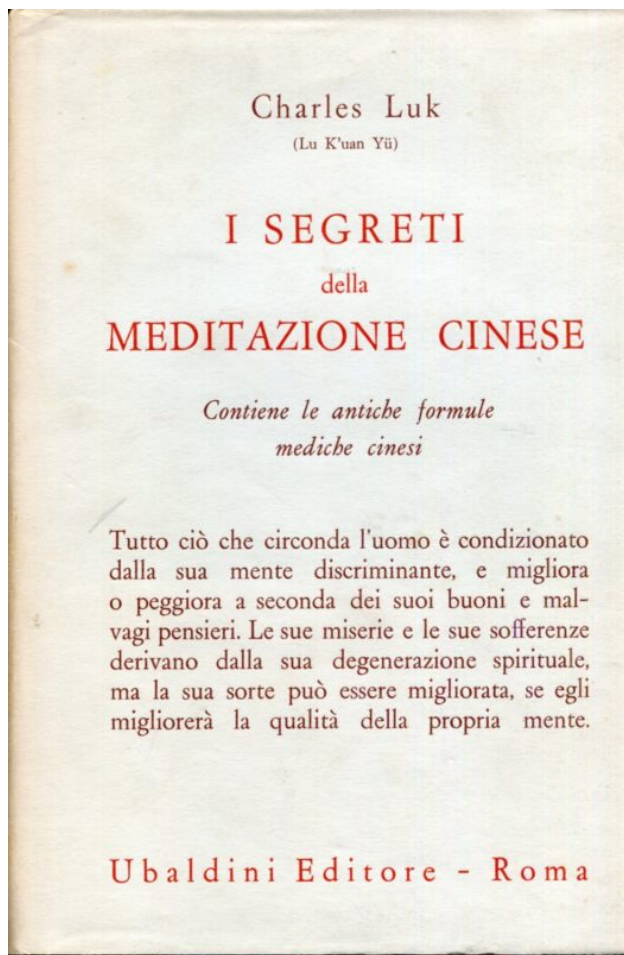 Charles Luk
(Lu K'uan Yü)
I SEGRETI
della
MEDITAZIONE CINESE
Contiene le antiche formule
mediche cinesi
Tutto ciò che circonda l'uomo è condizionato
dalla sua mente discriminante, e migliora
o peggiora a seconda dei suoi buoni e mal-
vagi pensieri. Le sue miserie e le sue sofferenze
derivano dalla sua degenerazione spirituale,
ma la sua sorte può essere migliorata, se egli
migliorerà la qualità della propria mente.
Ubaldini Editore - Roma